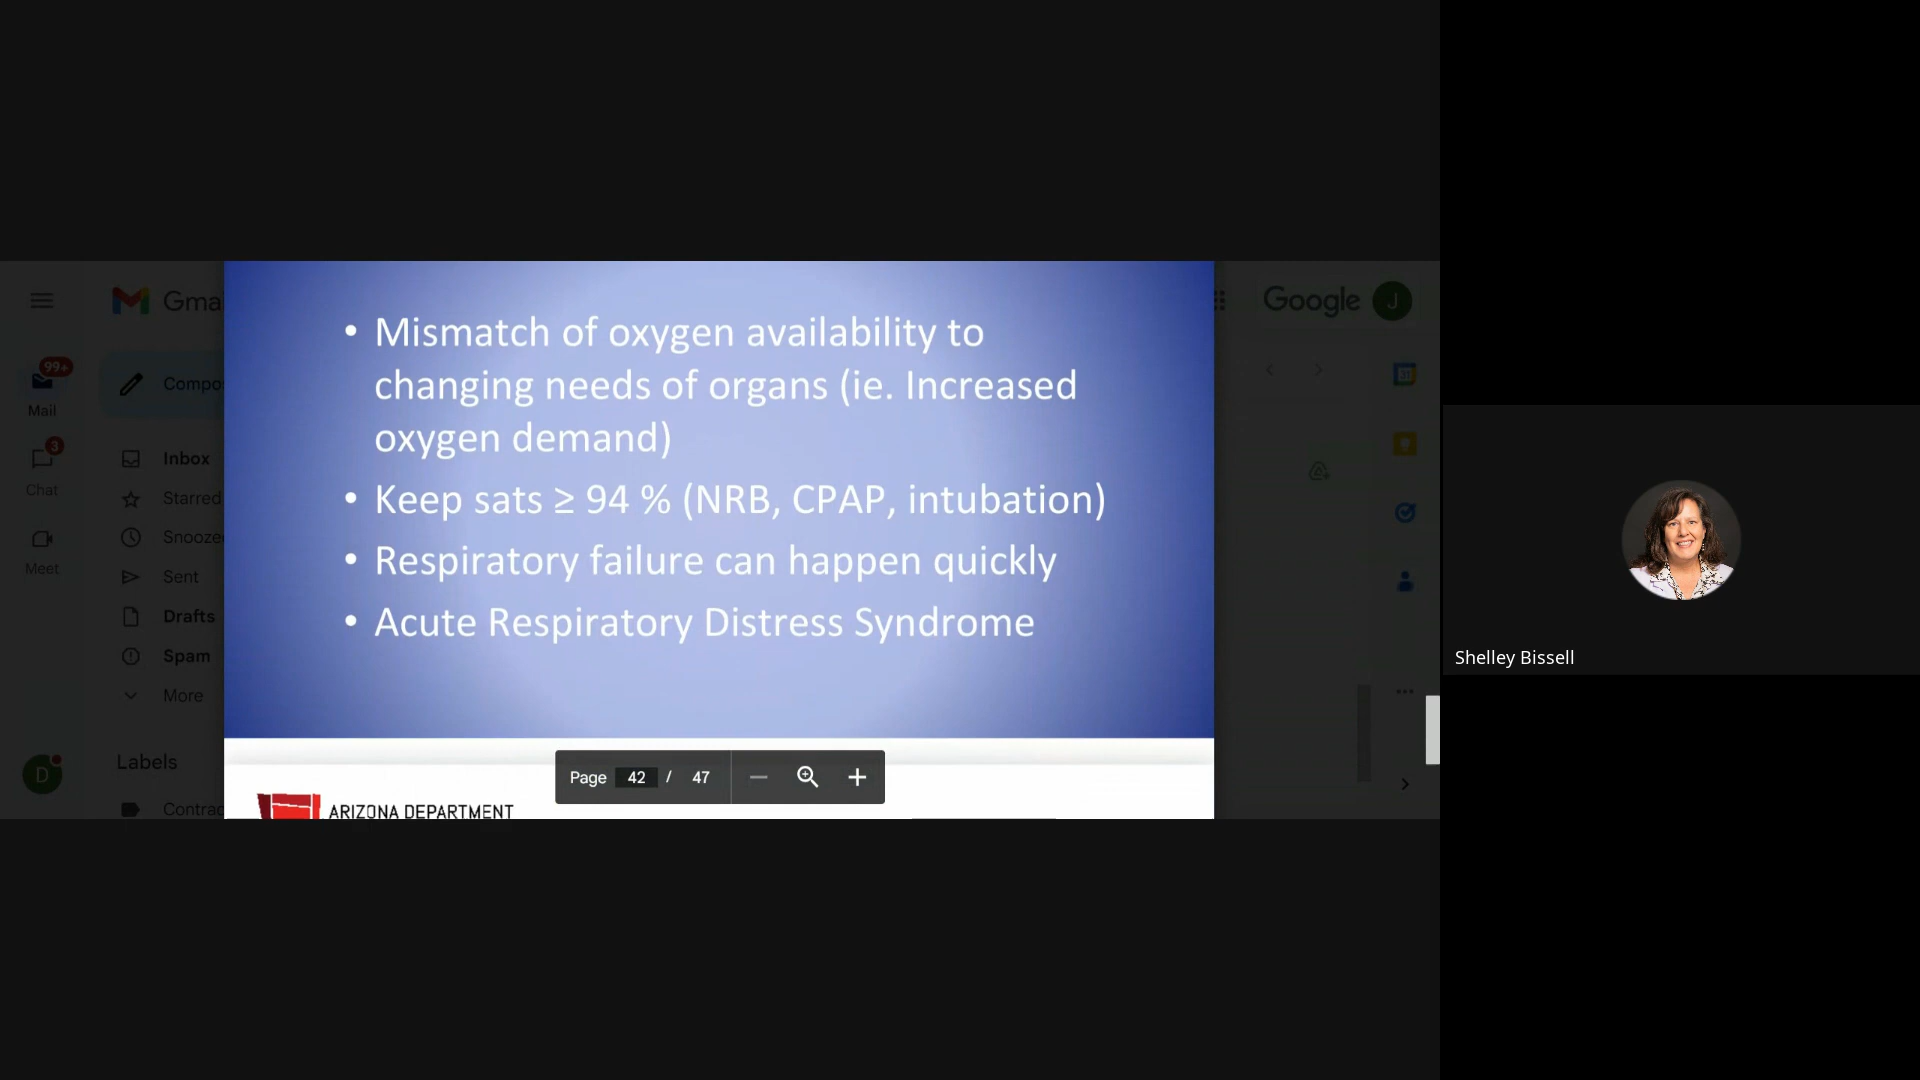 Gma
Google
J
99+
Mail
3
Chat
Meet
D
Compo
Inbox
Starred
Snooze
Sent
Drafts
Spam
More
Labels
Contrac
• Mismatch of oxygen availability to
changing needs of organs (ie. Increased
oxygen demand)
• Keep sats ≥ 94 % (NRB, CPAP, intubation)
• Respiratory failure can happen quickly
• Acute Respiratory Distress Syndrome
Page 42 / 47
ARIZONA DEPARTMENT
31
Shelley Bissell